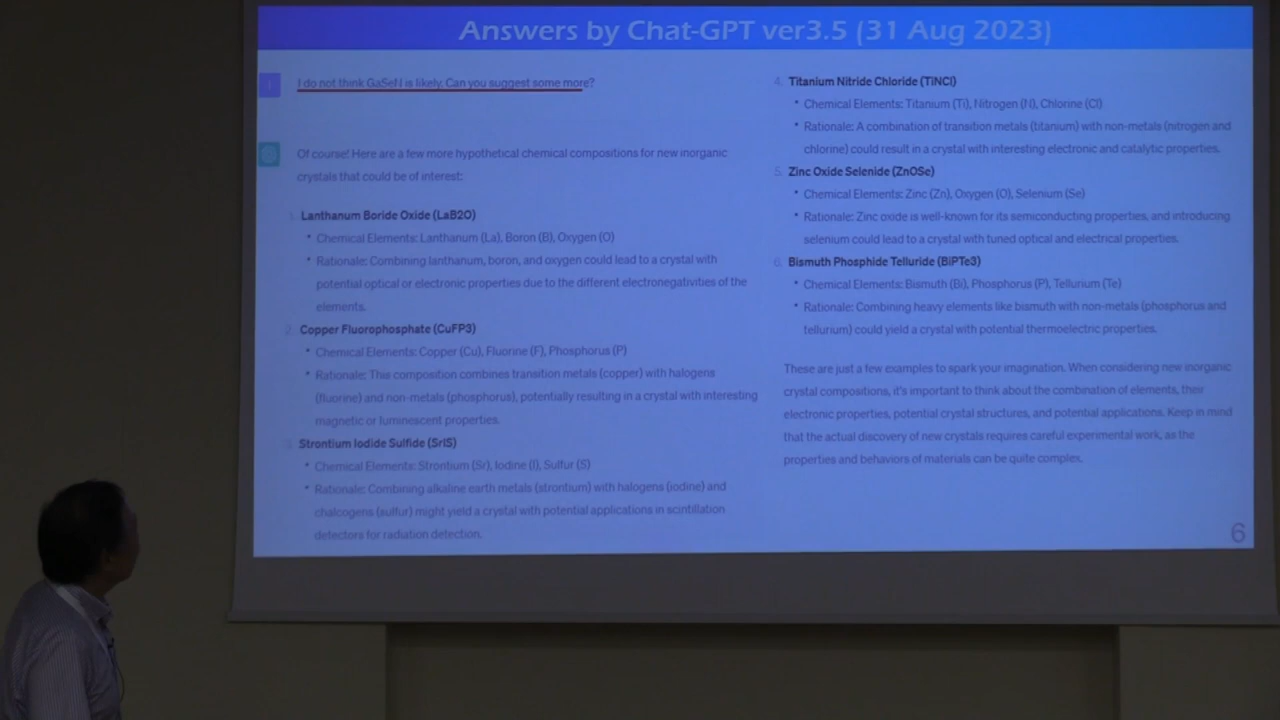 Answers by Chat-GPT ver3.5 (31 Aug 2023)
I do not think GaSeN is likely. Can you suggest some more?
Of course! Here are a few more hypothetical chemical compositions for new inorganic
crystals that could be of interest:
1. Lanthanum Boride Oxide (LaB2O)
• Chemical Elements: Lanthanum (La), Boron (B), Oxygen (O)
• Rationale: Combining lanthanum, boron, and oxygen could lead to a crystal with
potential optical or electronic properties due to the different electronegativities of the
elements.
2. Copper Fluorophosphate (CuFP3)
• Chemical Elements: Copper (Cu), Fluorine (F), Phosphorus (P)
• Rationale: This composition combines transition metals (copper) with halogens
(fluorine) and non-metals (phosphorus), potentially resulting in a crystal with interesting
magnetic or luminescent properties.
3. Strontium Iodide Sulfide (SrIS)
• Chemical Elements: Strontium (Sr), Iodine (I), Sulfur (S)
• Rationale: Combining alkaline earth metals (strontium) with halogens (iodine) and
chalcogens (sulfur) might yield a crystal with potential applications in scintillation
detectors for radiation detection.
4. Titanium Nitride Chloride (TiNCl)
• Chemical Elements: Titanium (Ti), Nitrogen (N), Chlorine (Cl)
• Rationale: A combination of transition metals (titanium) with non-metals (nitrogen and
chlorine) could result in a crystal with interesting electronic and catalytic properties.
5. Zinc Oxide Selenide (ZnOSe)
• Chemical Elements: Zinc (Zn), Oxygen (O), Selenium (Se)
• Rationale: Zinc oxide is well-known for its semiconducting properties, and introducing
selenium could lead to a crystal with tuned optical and electrical properties.
6. Bismuth Phosphide Telluride (BiPTe3)
• Chemical Elements: Bismuth (Bi), Phosphorus (P), Tellurium (Te)
• Rationale: Combining heavy elements like bismuth with non-metals (phosphorus and
tellurium) could yield a crystal with potential thermoelectric properties.
These are just a few examples to spark your imagination. When considering new inorganic
crystal compositions, it's important to think about the combination of elements, their
electronic properties, potential crystal structures, and potential applications. Keep in mind
that the actual discovery of new crystals requires careful experimental work, as the
properties and behaviors of materials can be quite complex.
6